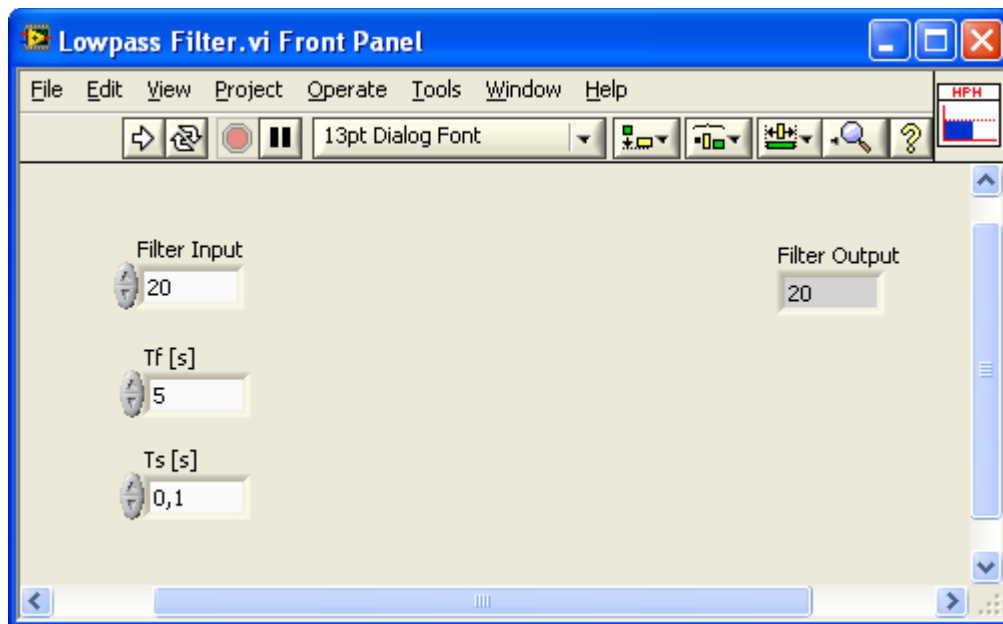 Lowpass Filter.vi Front Panel
File Edit View Project Operate Tools Window Help
HPH
13pt Dialog Font
Filter Input
20
Filter Output
20
Tf [s]
5
Ts [s]
0,1